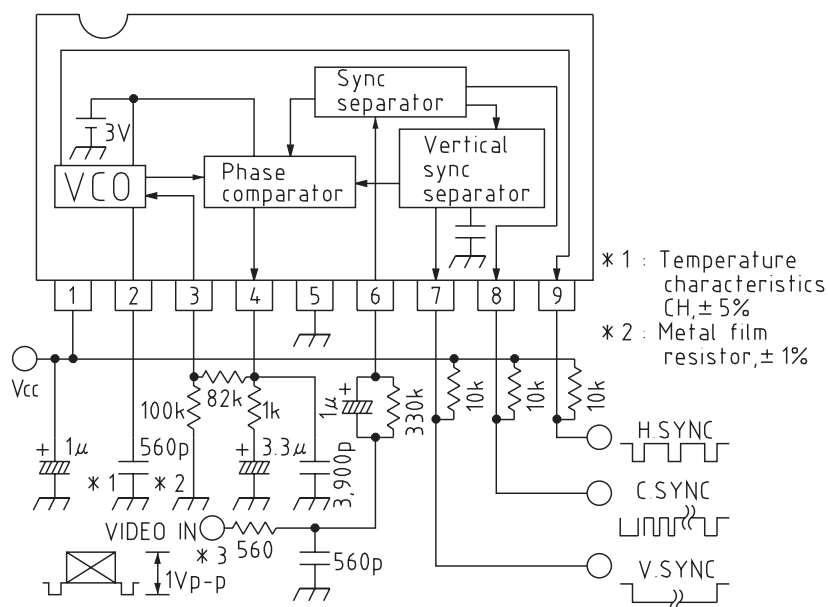 Sync
separator
3V
Vertical
sync
separator
VCO
Phase
comparator
1 2 3 4 5 6 7 8 9
* 1 : Temperature
characteristics
CH,± 5%
* 2 : Metal film
resistor,± 1%
Vcc
82k
100k
1k
1µ
330k
10k
10k
10k
+ 1µ
560p
+ 3.3µ
3,900p
* 1
* 2
H.SYNC
C.SYNC
V.SYNC
VIDEO IN
* 3
560
560p
1Vp-p